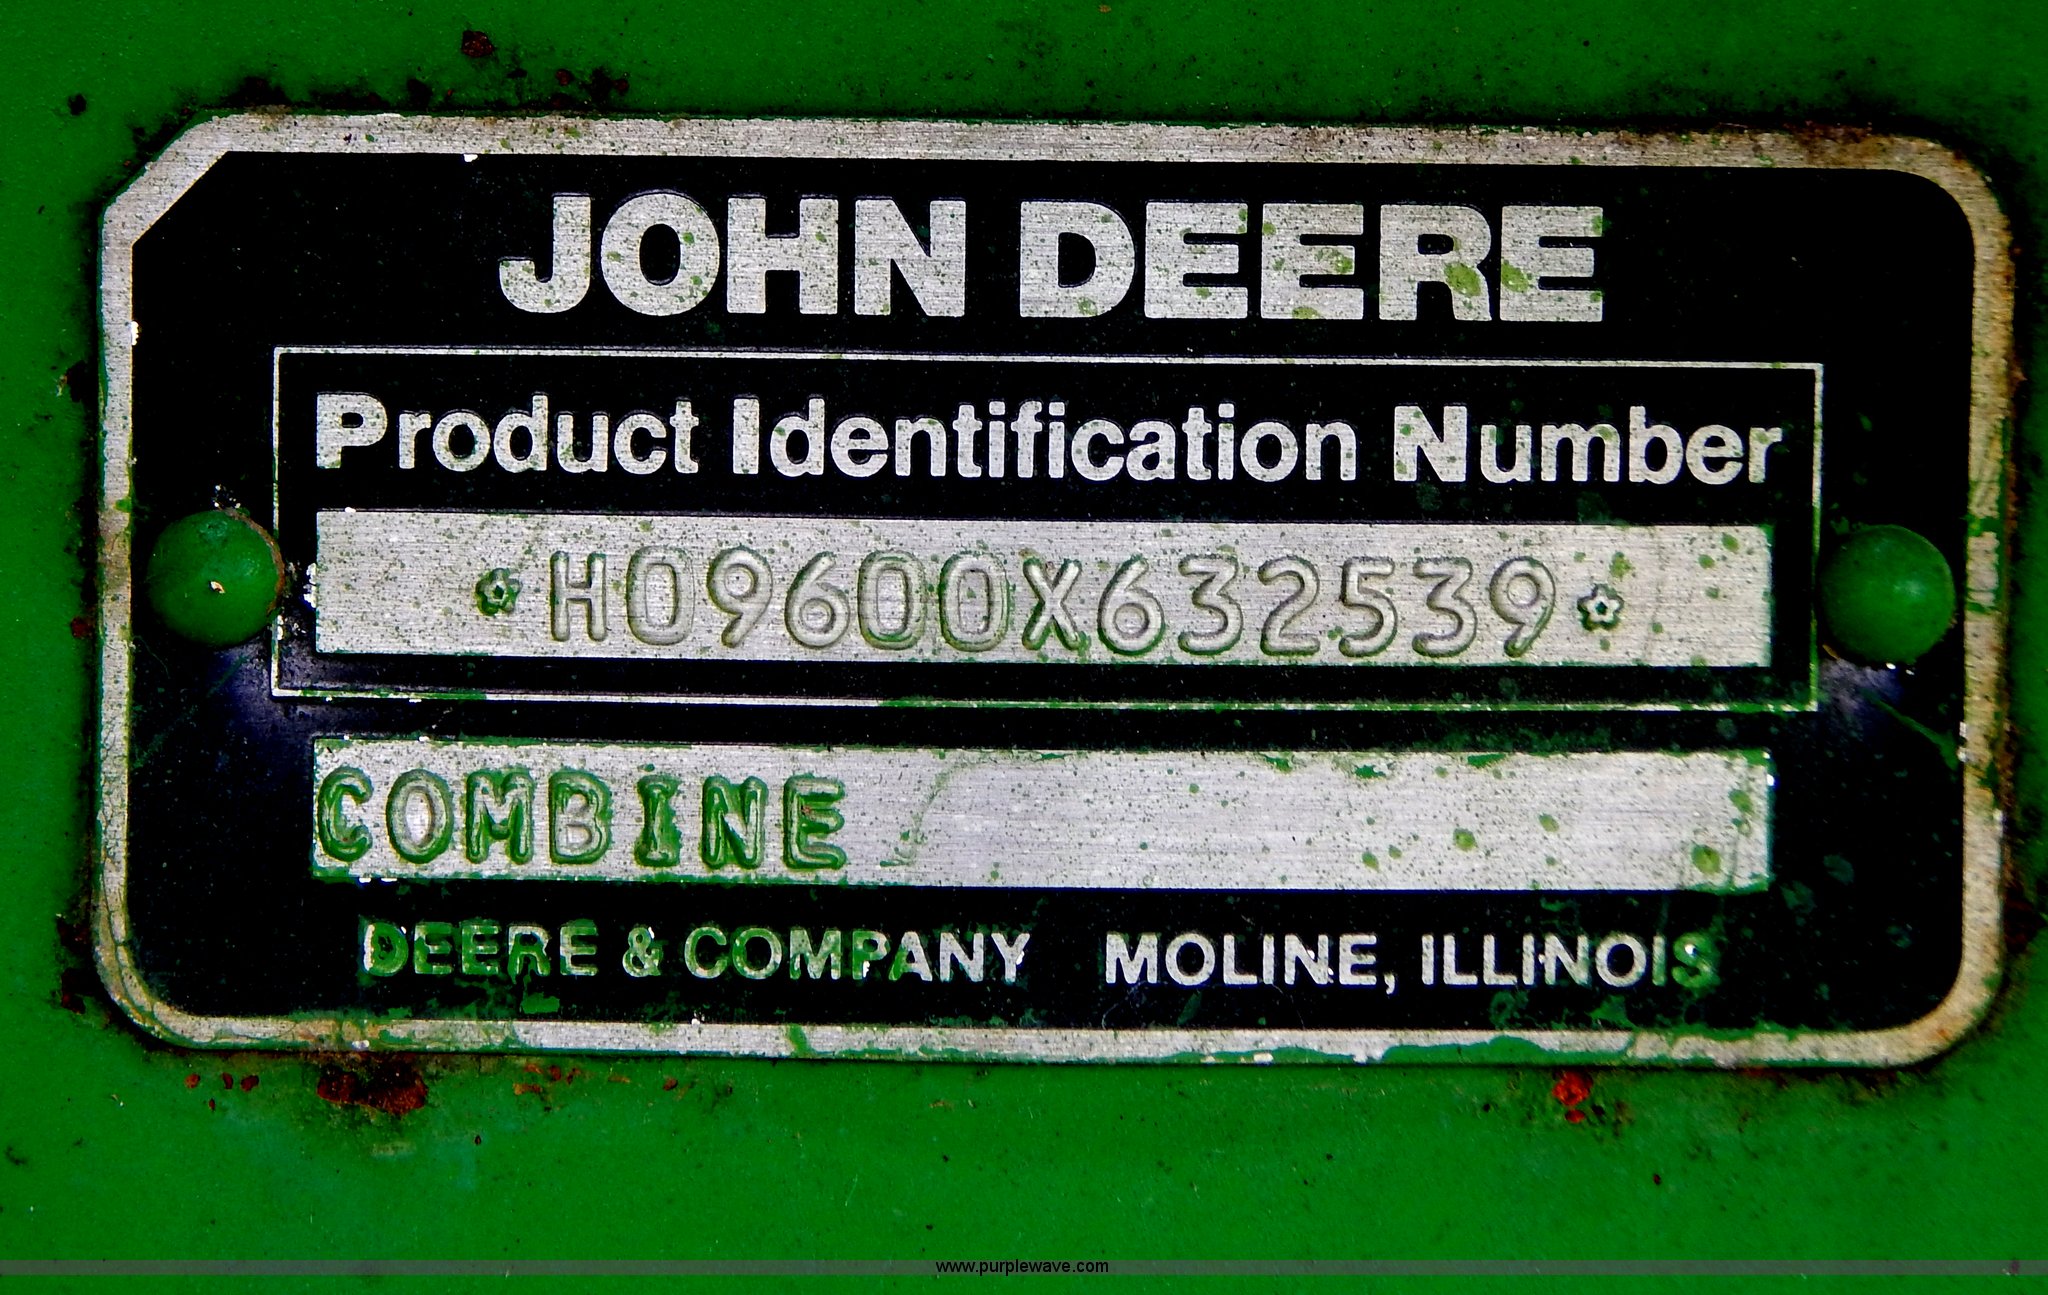 JOHN DEERE
Product Identification Number
*H09600X632539*
COMBINE
DEERE & COMPANY MOLINE, ILLINOIS
www.purplewave.com